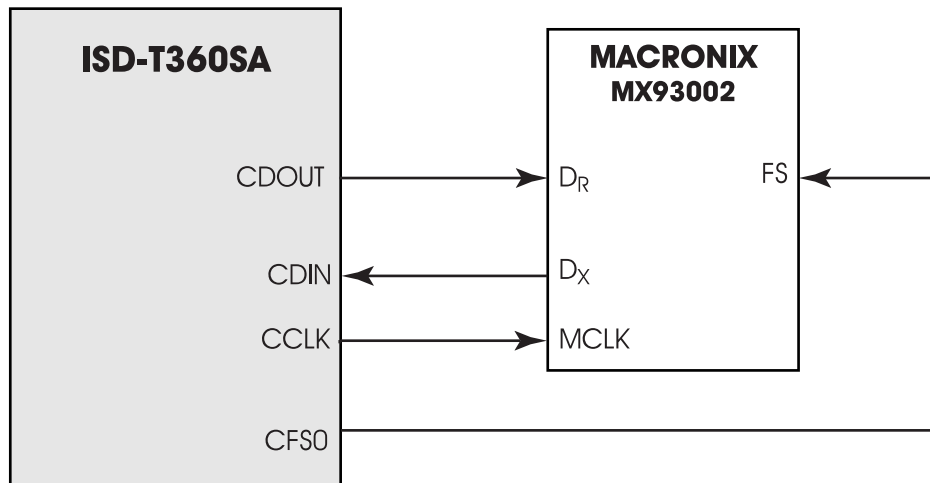 ISD-T360SA
CDOUT
CDIN
CCLK
CFS0
MACRONIX
MX93002
DR
DX
MCLK
FS